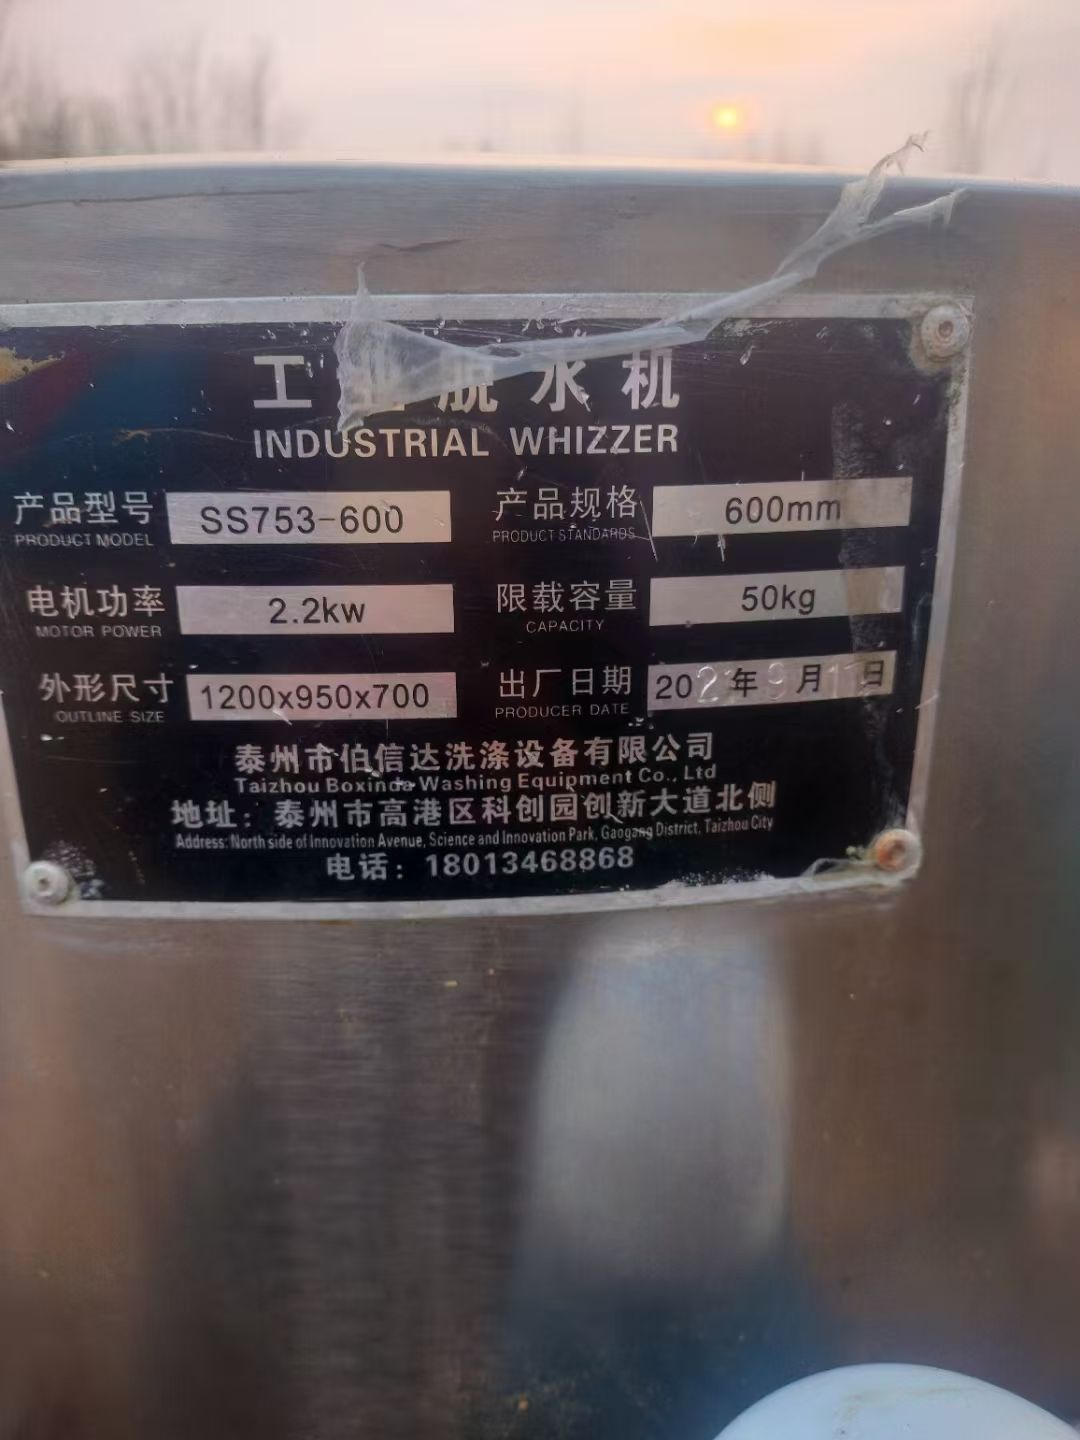 工业脱水机
INDUSTRIAL WHIZZER
产品型号 SS753-600 产品规格 600mm
PRODUCT MODEL PRODUCT STANDARDS
电机功率 2.2kw 限载容量 50kg
MOTOR POWER CAPACITY
外形尺寸 1200x950x700 出厂日期 202 年9月11日
OUTLINE SIZE PRODUCER DATE
泰州市伯信达洗涤设备有限公司
Taizhou Boxinda Washing Equipment Co., Ltd
地址：泰州市高港区科创园创新大道北侧
Address: North side of Innovation Avenue, Science and Innovation Park, Gaogang District, Taizhou City
电话：18013468868